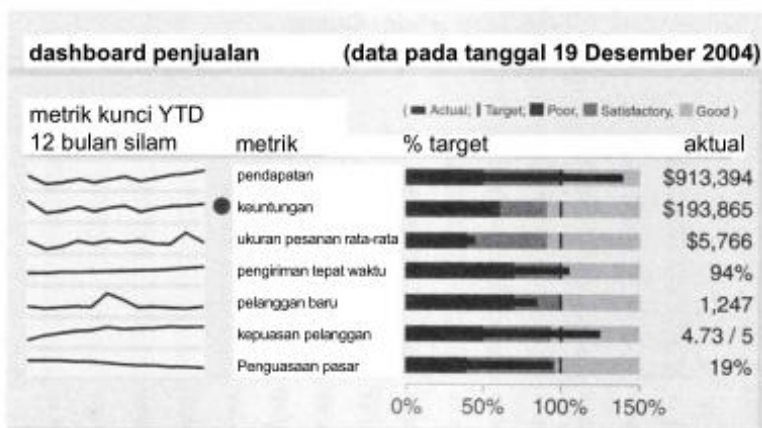 dashboard penjualan (data pada tanggal 19 Desember 2004)
metrik kunci YTD
12 bulan silam
metrik
( Actual; | Target; Poor, Satisfactory, Good )
% target
aktual
pendapatan $913,394
keuntungan $193,865
ukuran pesanan rata-rata $5,766
pengiriman tepat waktu 94%
pelanggan baru 1,247
kepuasan pelanggan 4.73 / 5
Penguasaan pasar 19%
0% 50% 100% 150%